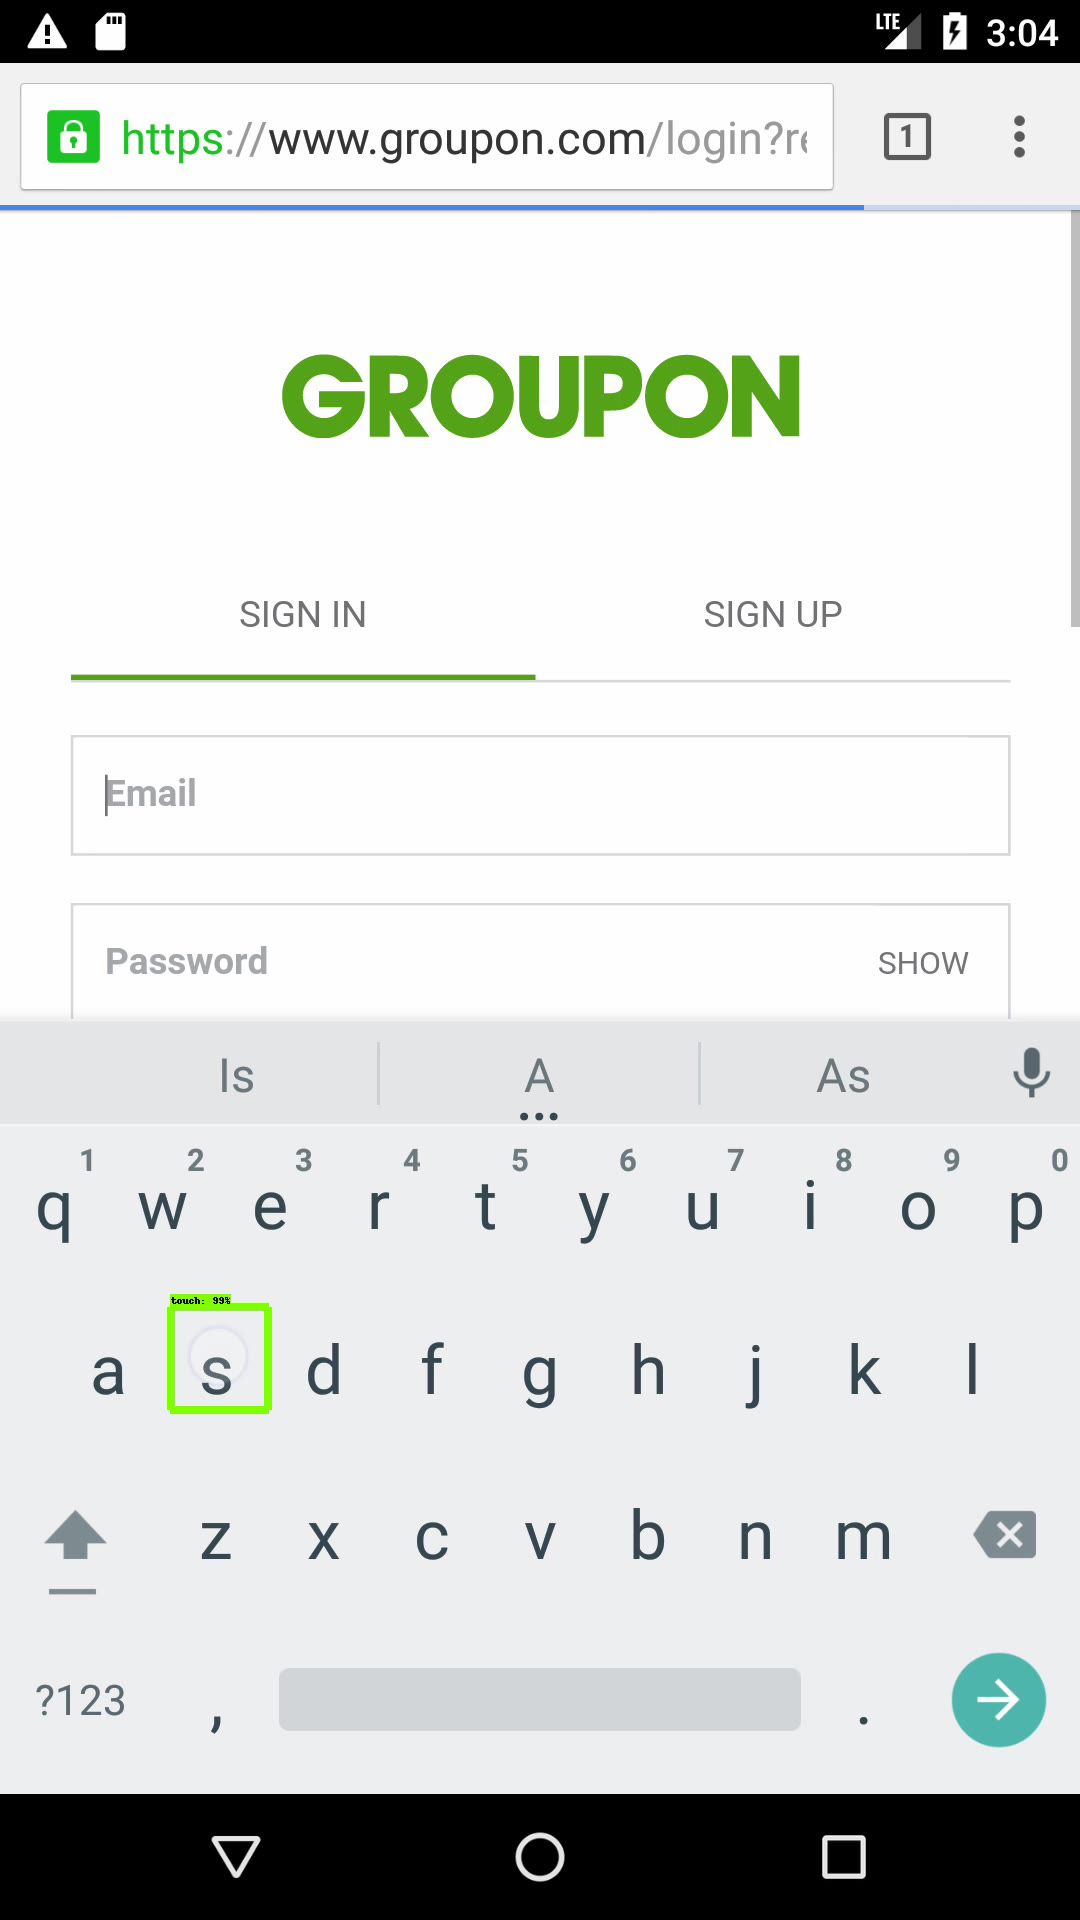 LTE 3:04
https://www.groupon.com/login?re
1
GROUPON
SIGN IN SIGN UP
Email
Password SHOW
Is A As
1 2 3 4 5 6 7 8 9 0
q w e r t y u i o p
touch: 99%
a s d f g h j k l
z x c v b n m
?123 , .